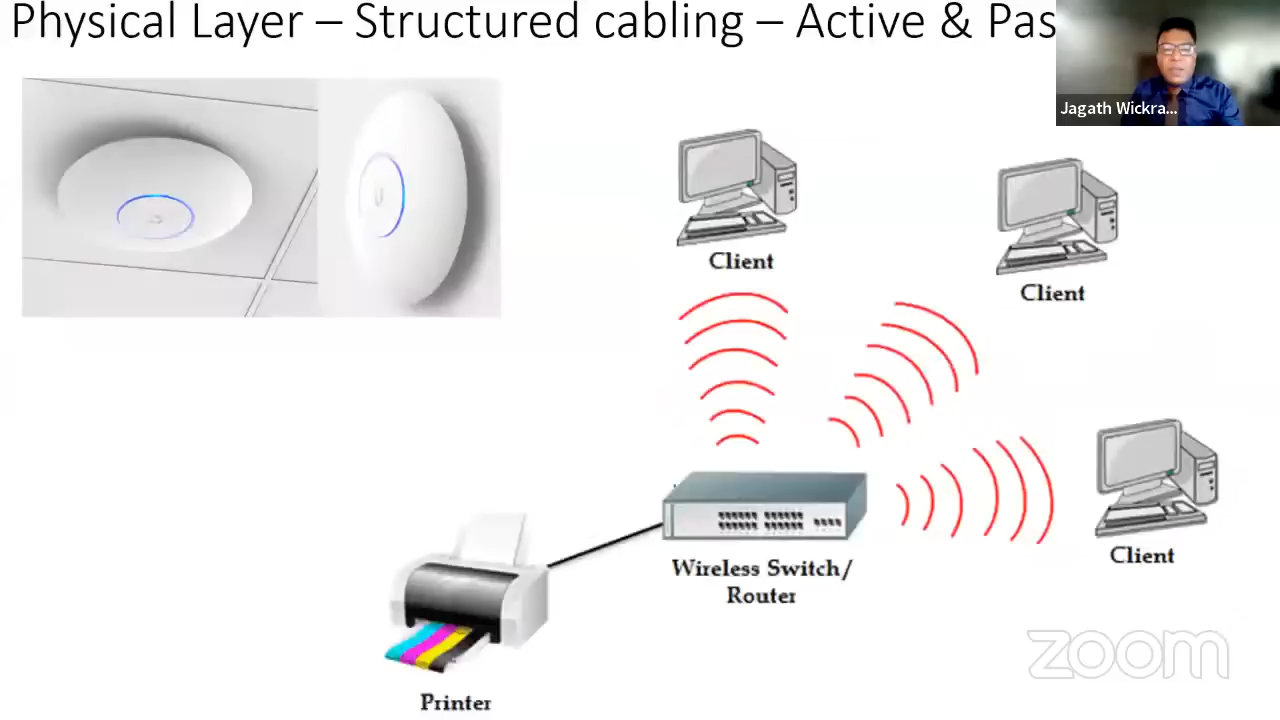 Physical Layer – Structured cabling – Active & Pas
Jagath Wickra...
Client
Client
Client
Wireless Switch/
Router
Printer
zoom